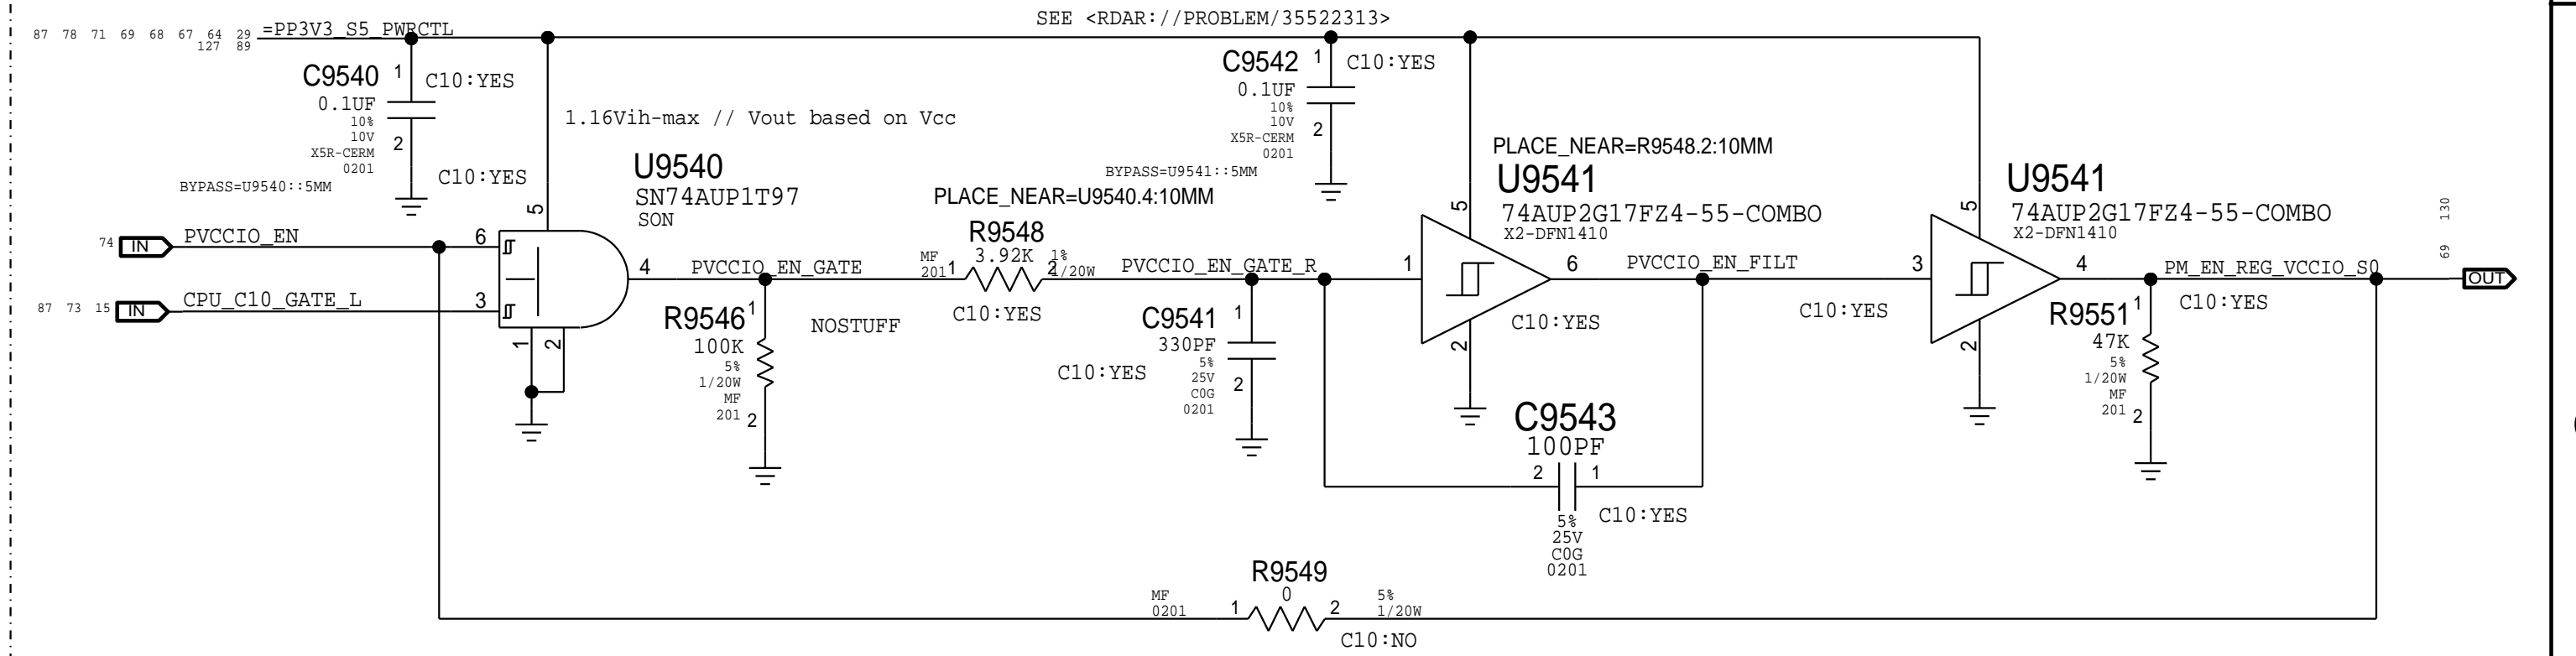 SEE <RDAR://PROBLEM/35522313>
87 78 71 69 68 67 64 29 =PP3V3_S5_PWRCTL
127 89
C9540 1 C10:YES
0.1UF
10%
10V
X5R-CERM
0201
2
BYPASS=U9540::5MM
C10:YES
1.16Vih-max // Vout based on Vcc
U9540
SN74AUP1T97
SON
5
74 IN PVCCIO_EN 6
87 73 15 IN CPU_C10_GATE_L 3
1 2
4 PVCCIO_EN_GATE
R9546 1
100K
5%
1/20W
MF
201
2
NOSTUFF
PLACE_NEAR=U9540.4:10MM
R9548
3.92K
MF
201 1
1%
2 1/20W
C10:YES
PVCCIO_EN_GATE_R
C9542 1 C10:YES
0.1UF
10%
10V
X5R-CERM
0201
2
BYPASS=U9541::5MM
C9541 1
330PF
5%
25V
C0G
0201
2
C10:YES
PLACE_NEAR=R9548.2:10MM
U9541
74AUP2G17FZ4-55-COMBO
X2-DFN1410
5
1
6 PVCCIO_EN_FILT
2
C10:YES
C9543
100PF
2 1
5%
25V
C0G
0201
C10:YES
U9541
74AUP2G17FZ4-55-COMBO
X2-DFN1410
5
3
4 PM_EN_REG_VCCIO_S0
2
C10:YES
R9551 1
47K
5%
1/20W
MF
201
2
C10:YES
69 130
OUT
R9549
0
MF
0201
1 2
5%
1/20W
C10:NO